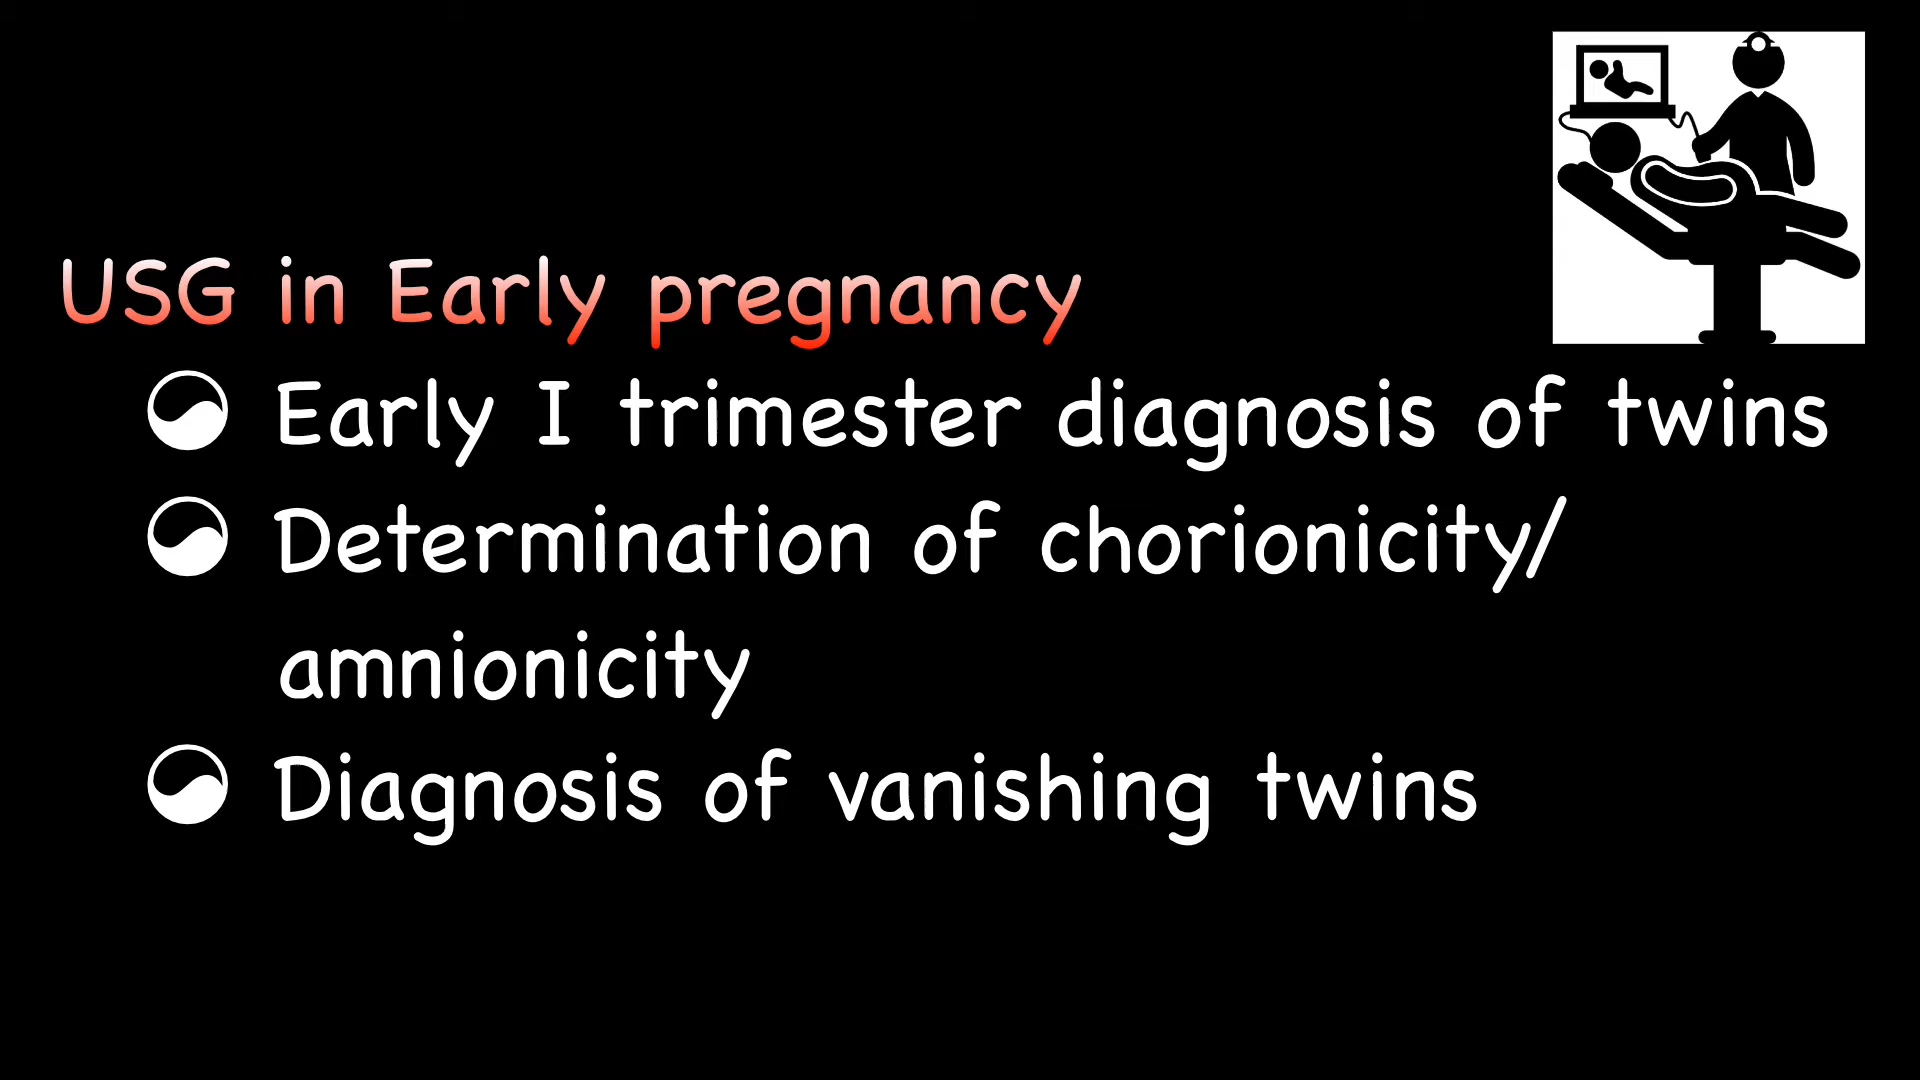 USG in Early pregnancy
Early I trimester diagnosis of twins
Determination of chorionicity/
amnionicity
Diagnosis of vanishing twins